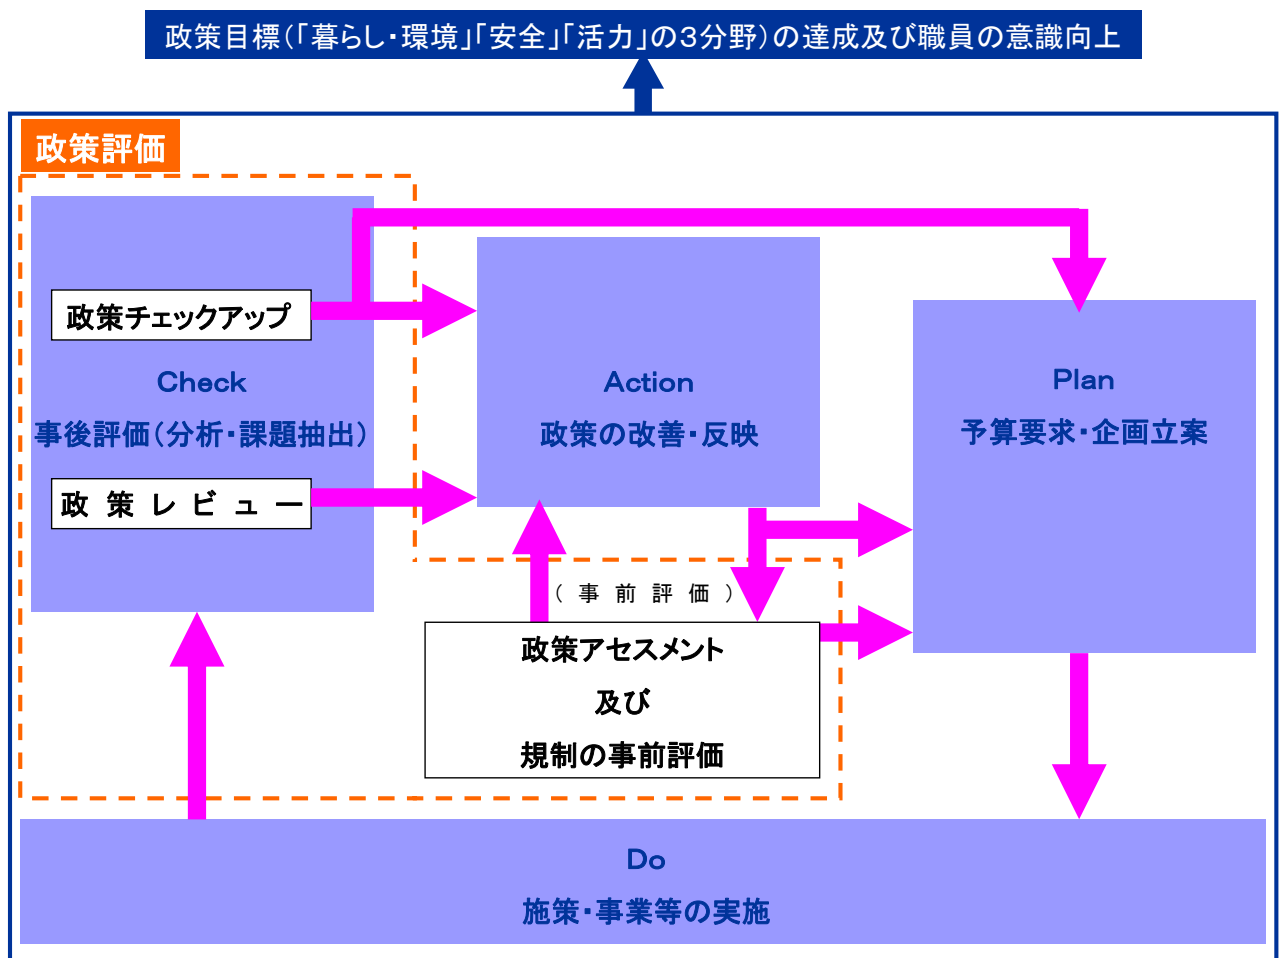 政策目標(「暮らし・環境」「安全」「活力」の3分野)の達成及び職員の意識向上
政策評価
政策チェックアップ
Check
事後評価(分析・課題抽出)
政策レビュー
Action
政策の改善・反映
Plan
予算要求・企画立案
(事前評価)
政策アセスメント
及び
規制の事前評価
Do
施策・事業等の実施